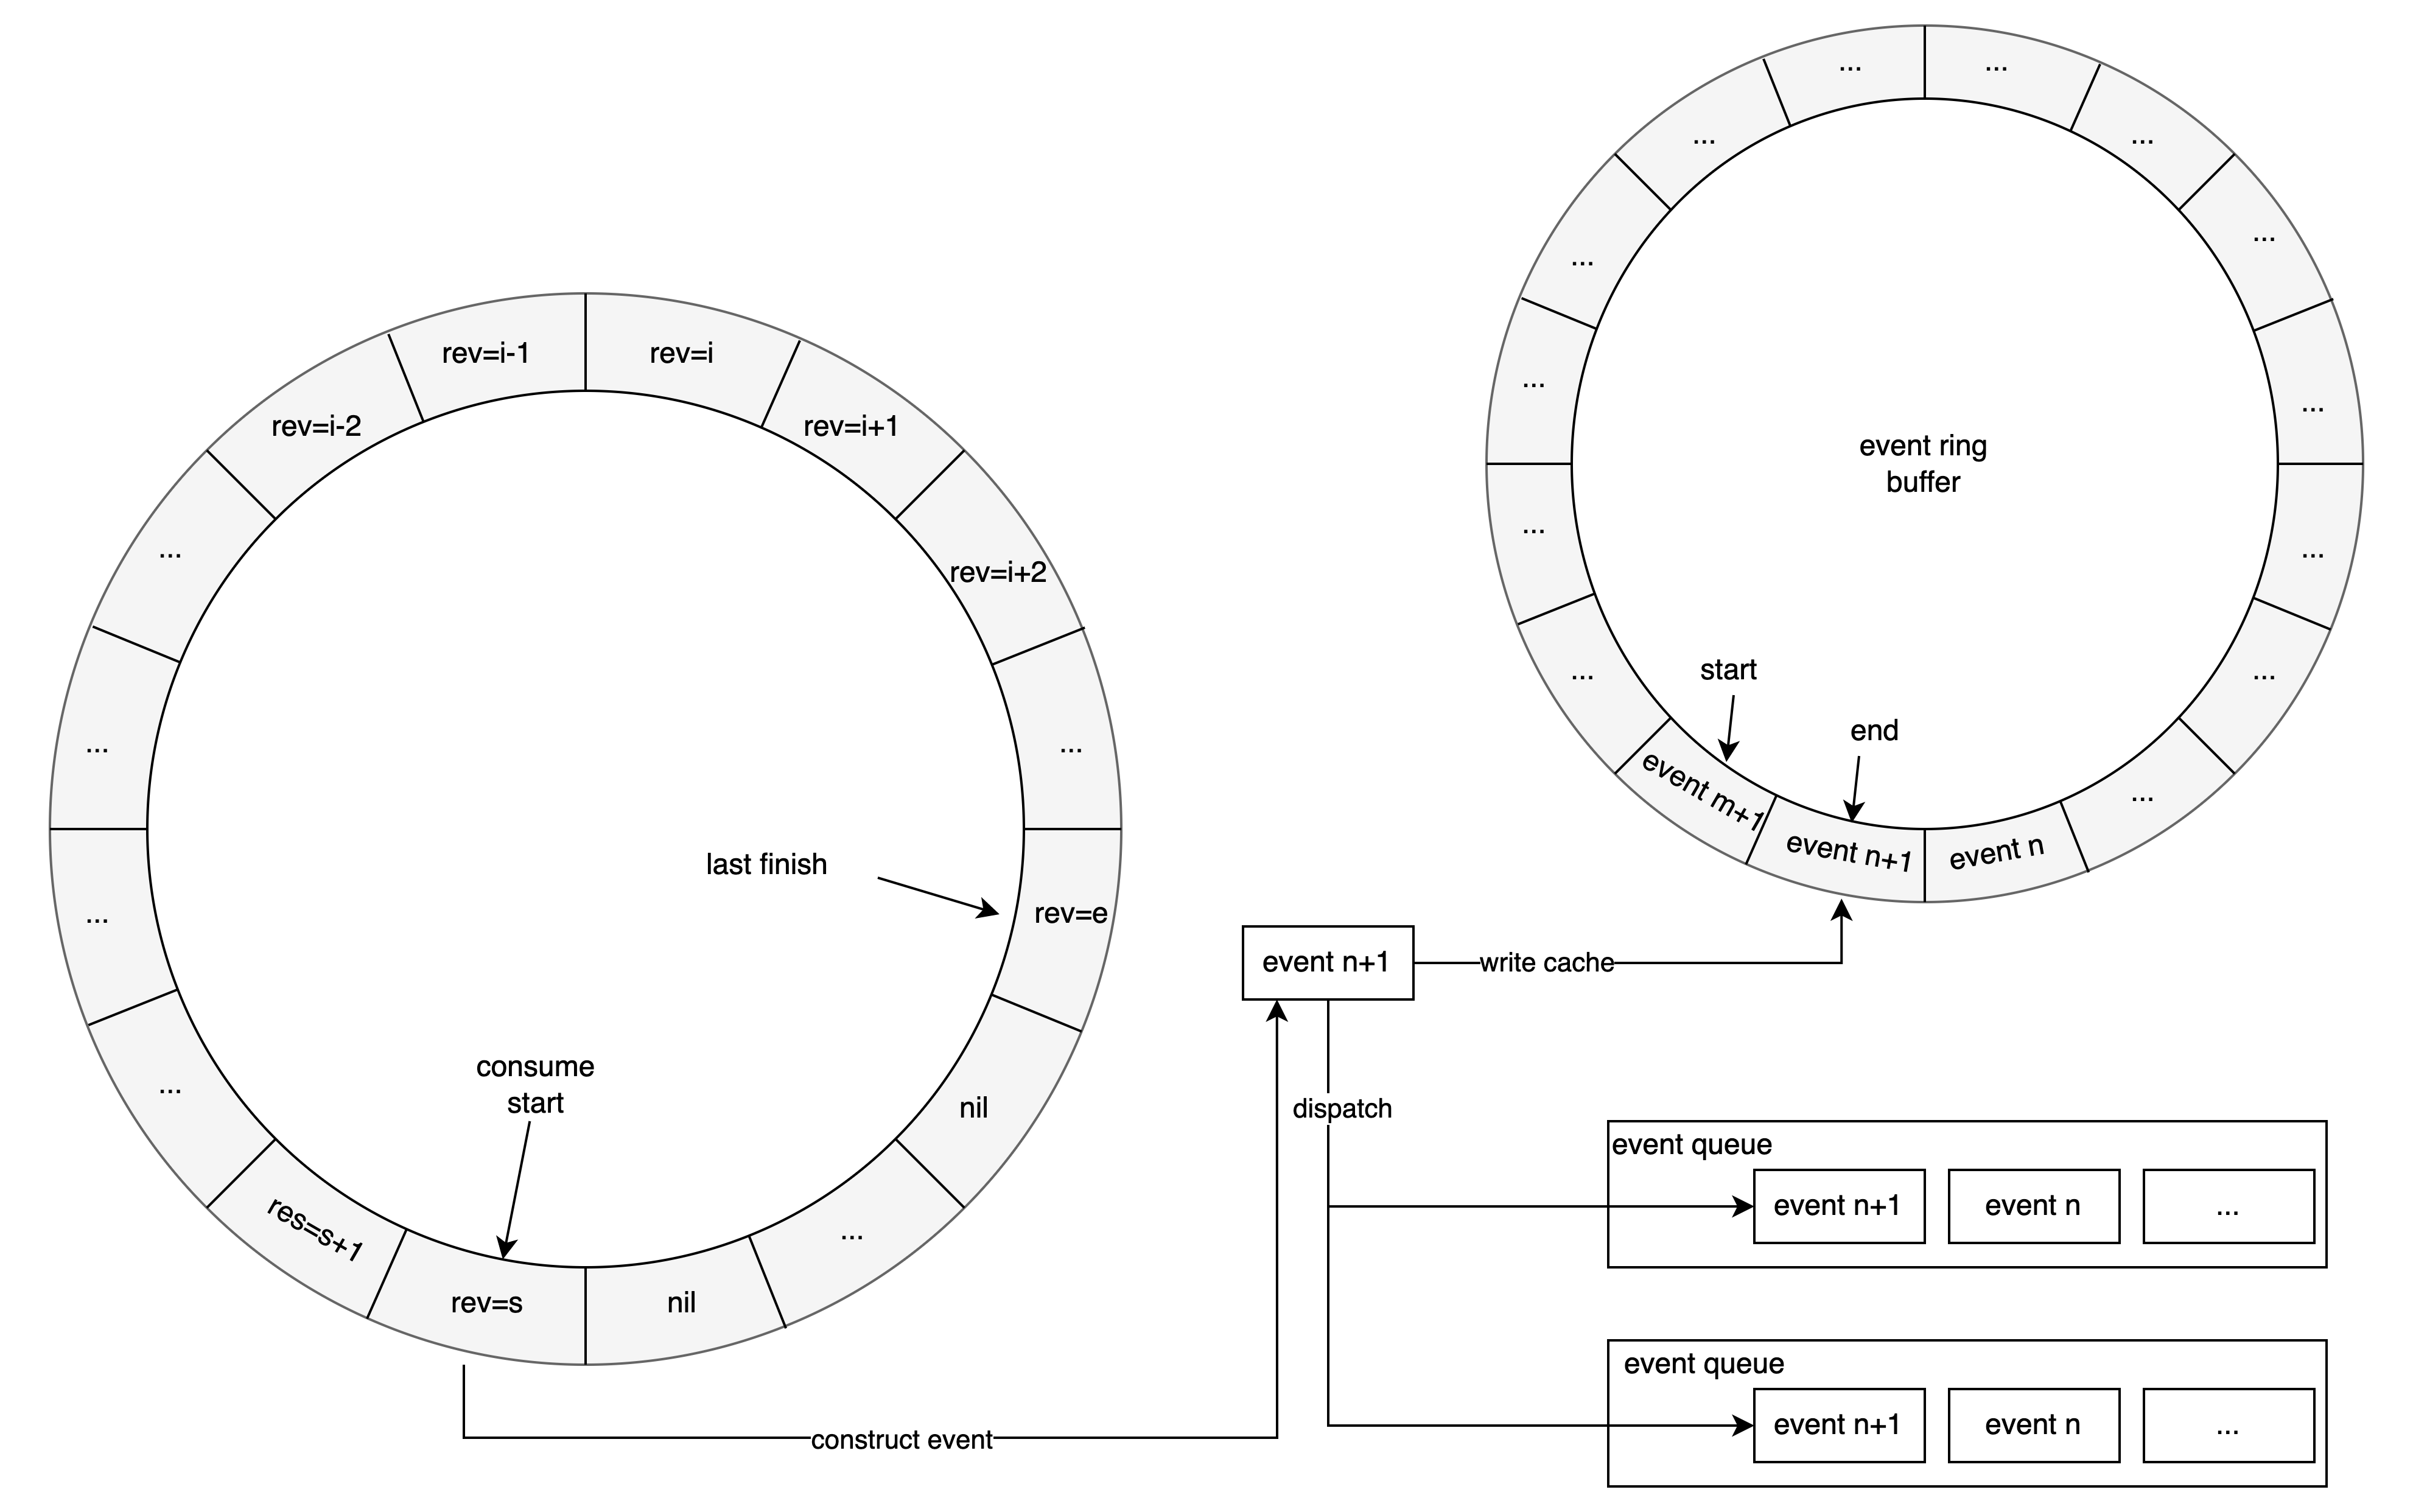 rev=i-1
rev=i
rev=i+1
rev=i+2
...
rev=e
nil
...
nil
rev=s
res=s+1
...
...
...
...
rev=i-2
last finish
consume
start
construct event
event n+1
write cache
dispatch
...
...
...
...
...
...
...
...
event n
event n+1
event m+1
...
...
...
...
...
event ring
buffer
start
end
event queue
event n+1
event n
...
event queue
event n+1
event n
...